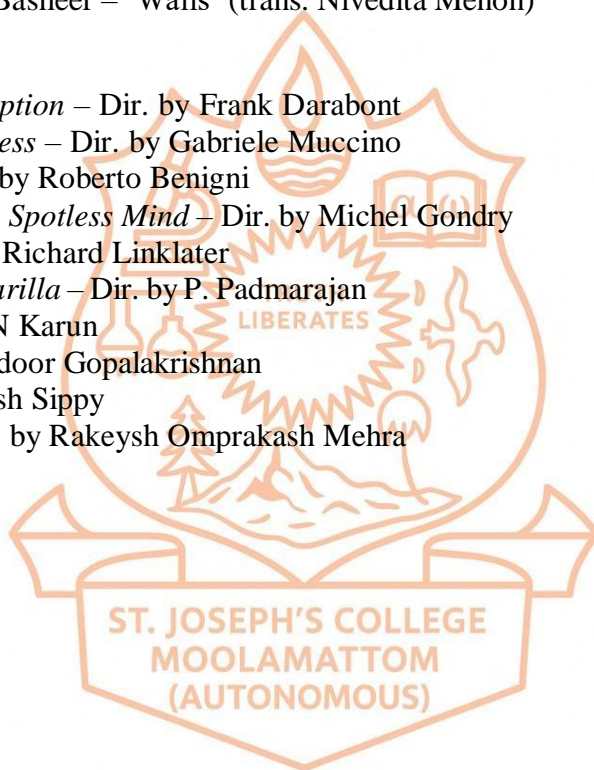 Basheer – "Walls" (trans. Nivedita Menon)
ption – Dir. by Frank Darabont
ess – Dir. by Gabriele Muccino
by Roberto Benigni
Spotless Mind – Dir. by Michel Gondry
Richard Linklater
urilla – Dir. by P. Padmarajan
N Karun
door Gopalakrishnan
sh Sippy
by Rakeysh Omprakash Mehra
α ω
LIBERATES
ST. JOSEPH'S COLLEGE
MOOLAMATTOM
(AUTONOMOUS)